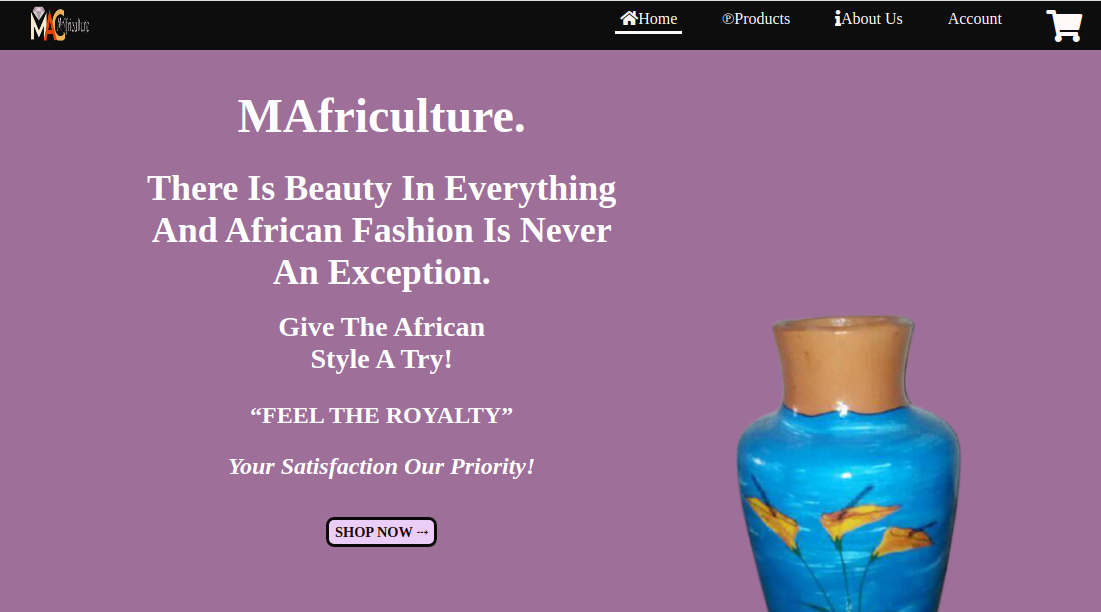 MAC MAfriculture
Home
℗Products
About Us
Account
MAfriculture.
There Is Beauty In Everything
And African Fashion Is Never
An Exception.
Give The African
Style A Try!
“FEEL THE ROYALTY”
Your Satisfaction Our Priority!
SHOP NOW ⤏